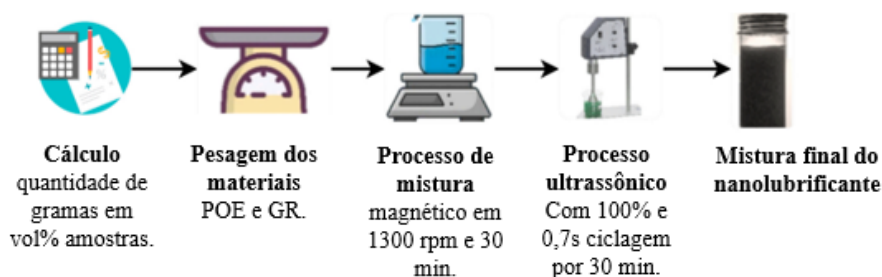 Cálculo
quantidade de
gramas em
vol% amostras.
Pesagem dos
materiais
POE e GR.
Processo de
mistura
magnético em
1300 rpm e 30
min.
Processo
ultrassônico
Com 100% e
0,7s ciclagem
por 30 min.
Mistura final do
nanolubrificante